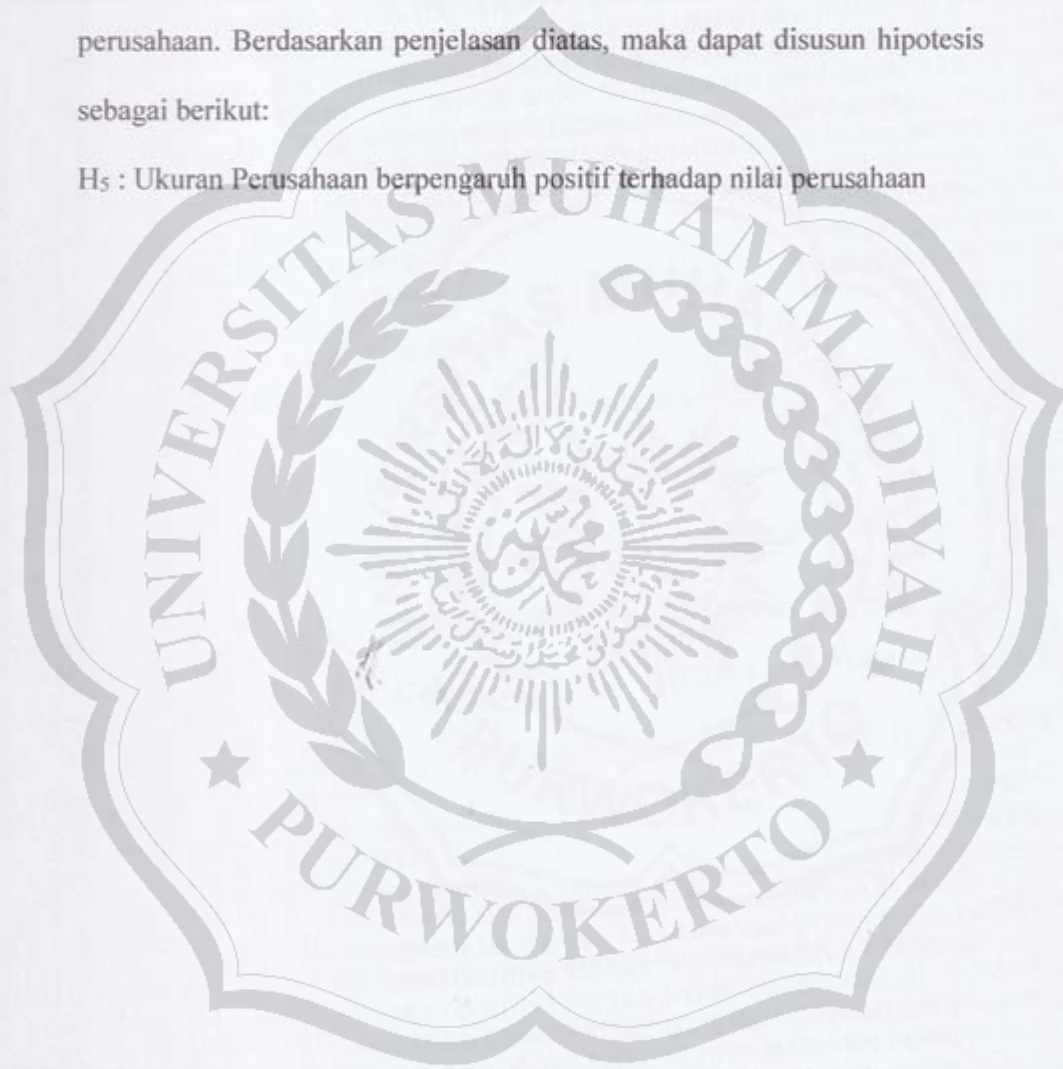 perusahaan. Berdasarkan penjelasan diatas, maka dapat disusun hipotesis
sebagai berikut:
H₅ : Ukuran Perusahaan berpengaruh positif terhadap nilai perusahaan
UNIVERSITAS MUHAMMADIYAH
محمد
PURWOKERTO